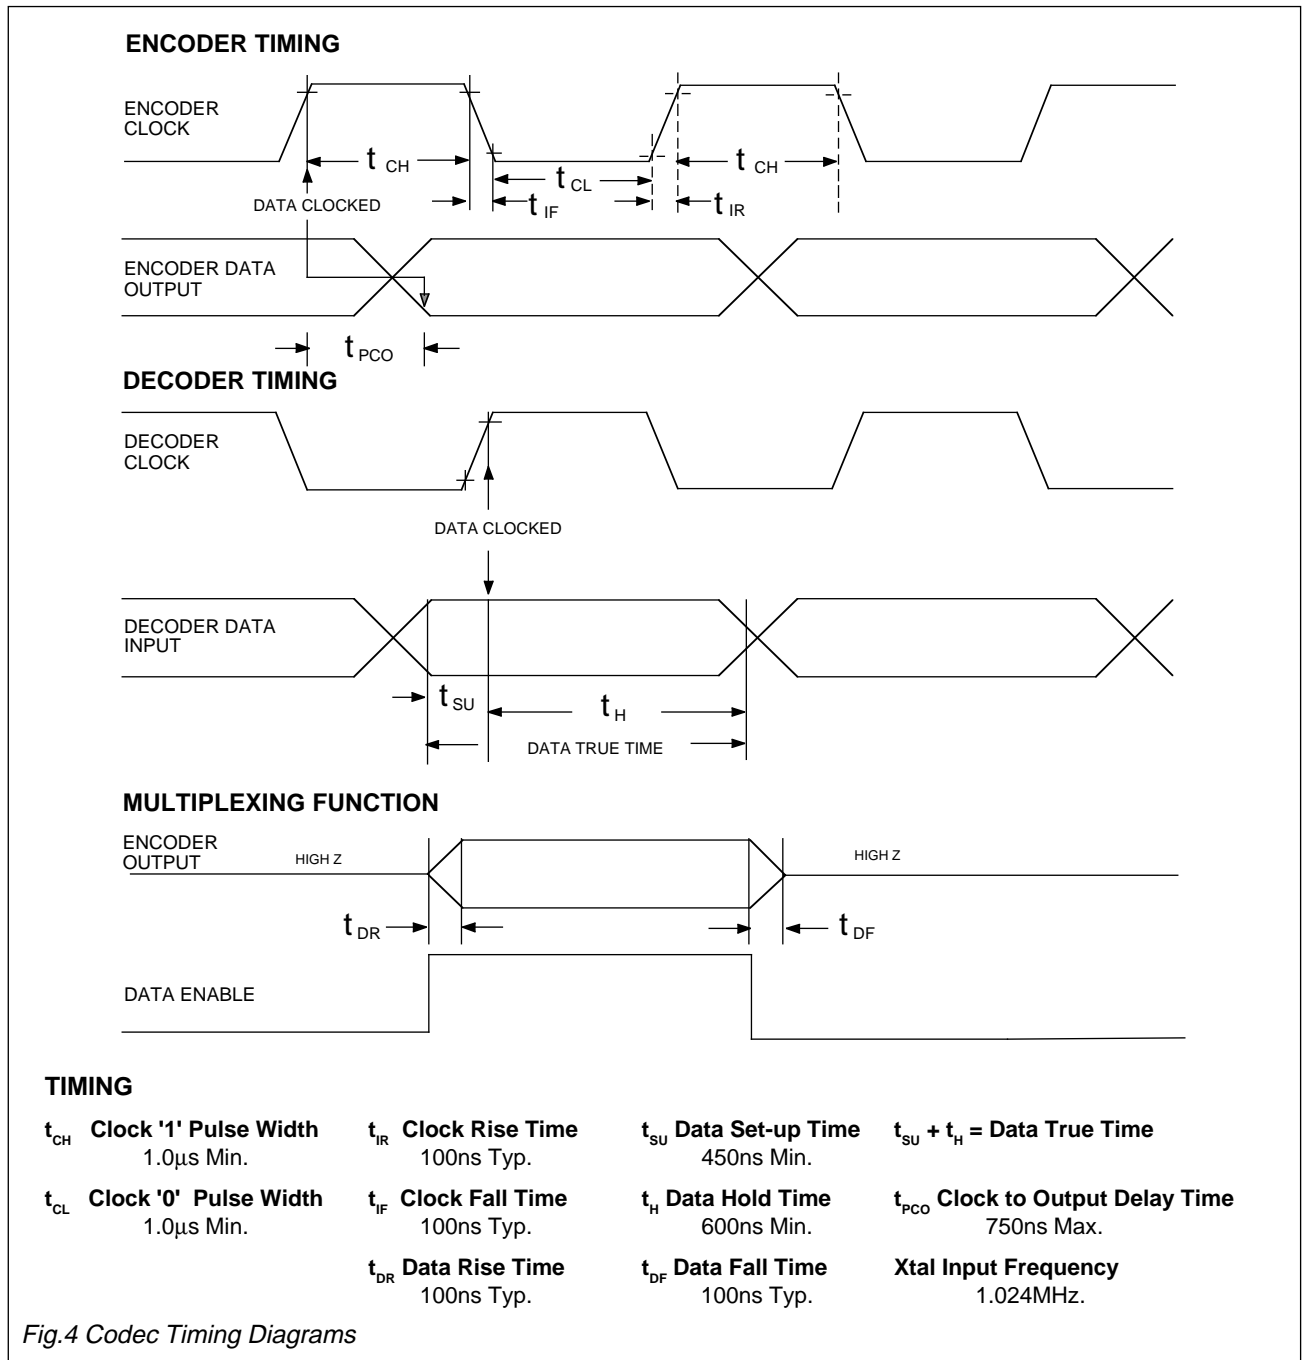 ENCODER TIMING
ENCODER
CLOCK
t CH
t CL
t CH
DATA CLOCKED
t IF
t IR
ENCODER DATA
OUTPUT
t PCO
DECODER TIMING
DECODER
CLOCK
DATA CLOCKED
DECODER DATA
INPUT
t SU
t H
DATA TRUE TIME
MULTIPLEXING FUNCTION
ENCODER
OUTPUT
HIGH Z
HIGH Z
t DR
t DF
DATA ENABLE
TIMING
tCH Clock '1' Pulse Width
1.0μs Min.
tIR Clock Rise Time
100ns Typ.
tSU Data Set-up Time
450ns Min.
tSU + tH = Data True Time
tCL Clock '0' Pulse Width
1.0μs Min.
tIF Clock Fall Time
100ns Typ.
tH Data Hold Time
600ns Min.
tPCO Clock to Output Delay Time
750ns Max.
tDR Data Rise Time
100ns Typ.
tDF Data Fall Time
100ns Typ.
Xtal Input Frequency
1.024MHz.
Fig.4 Codec Timing Diagrams